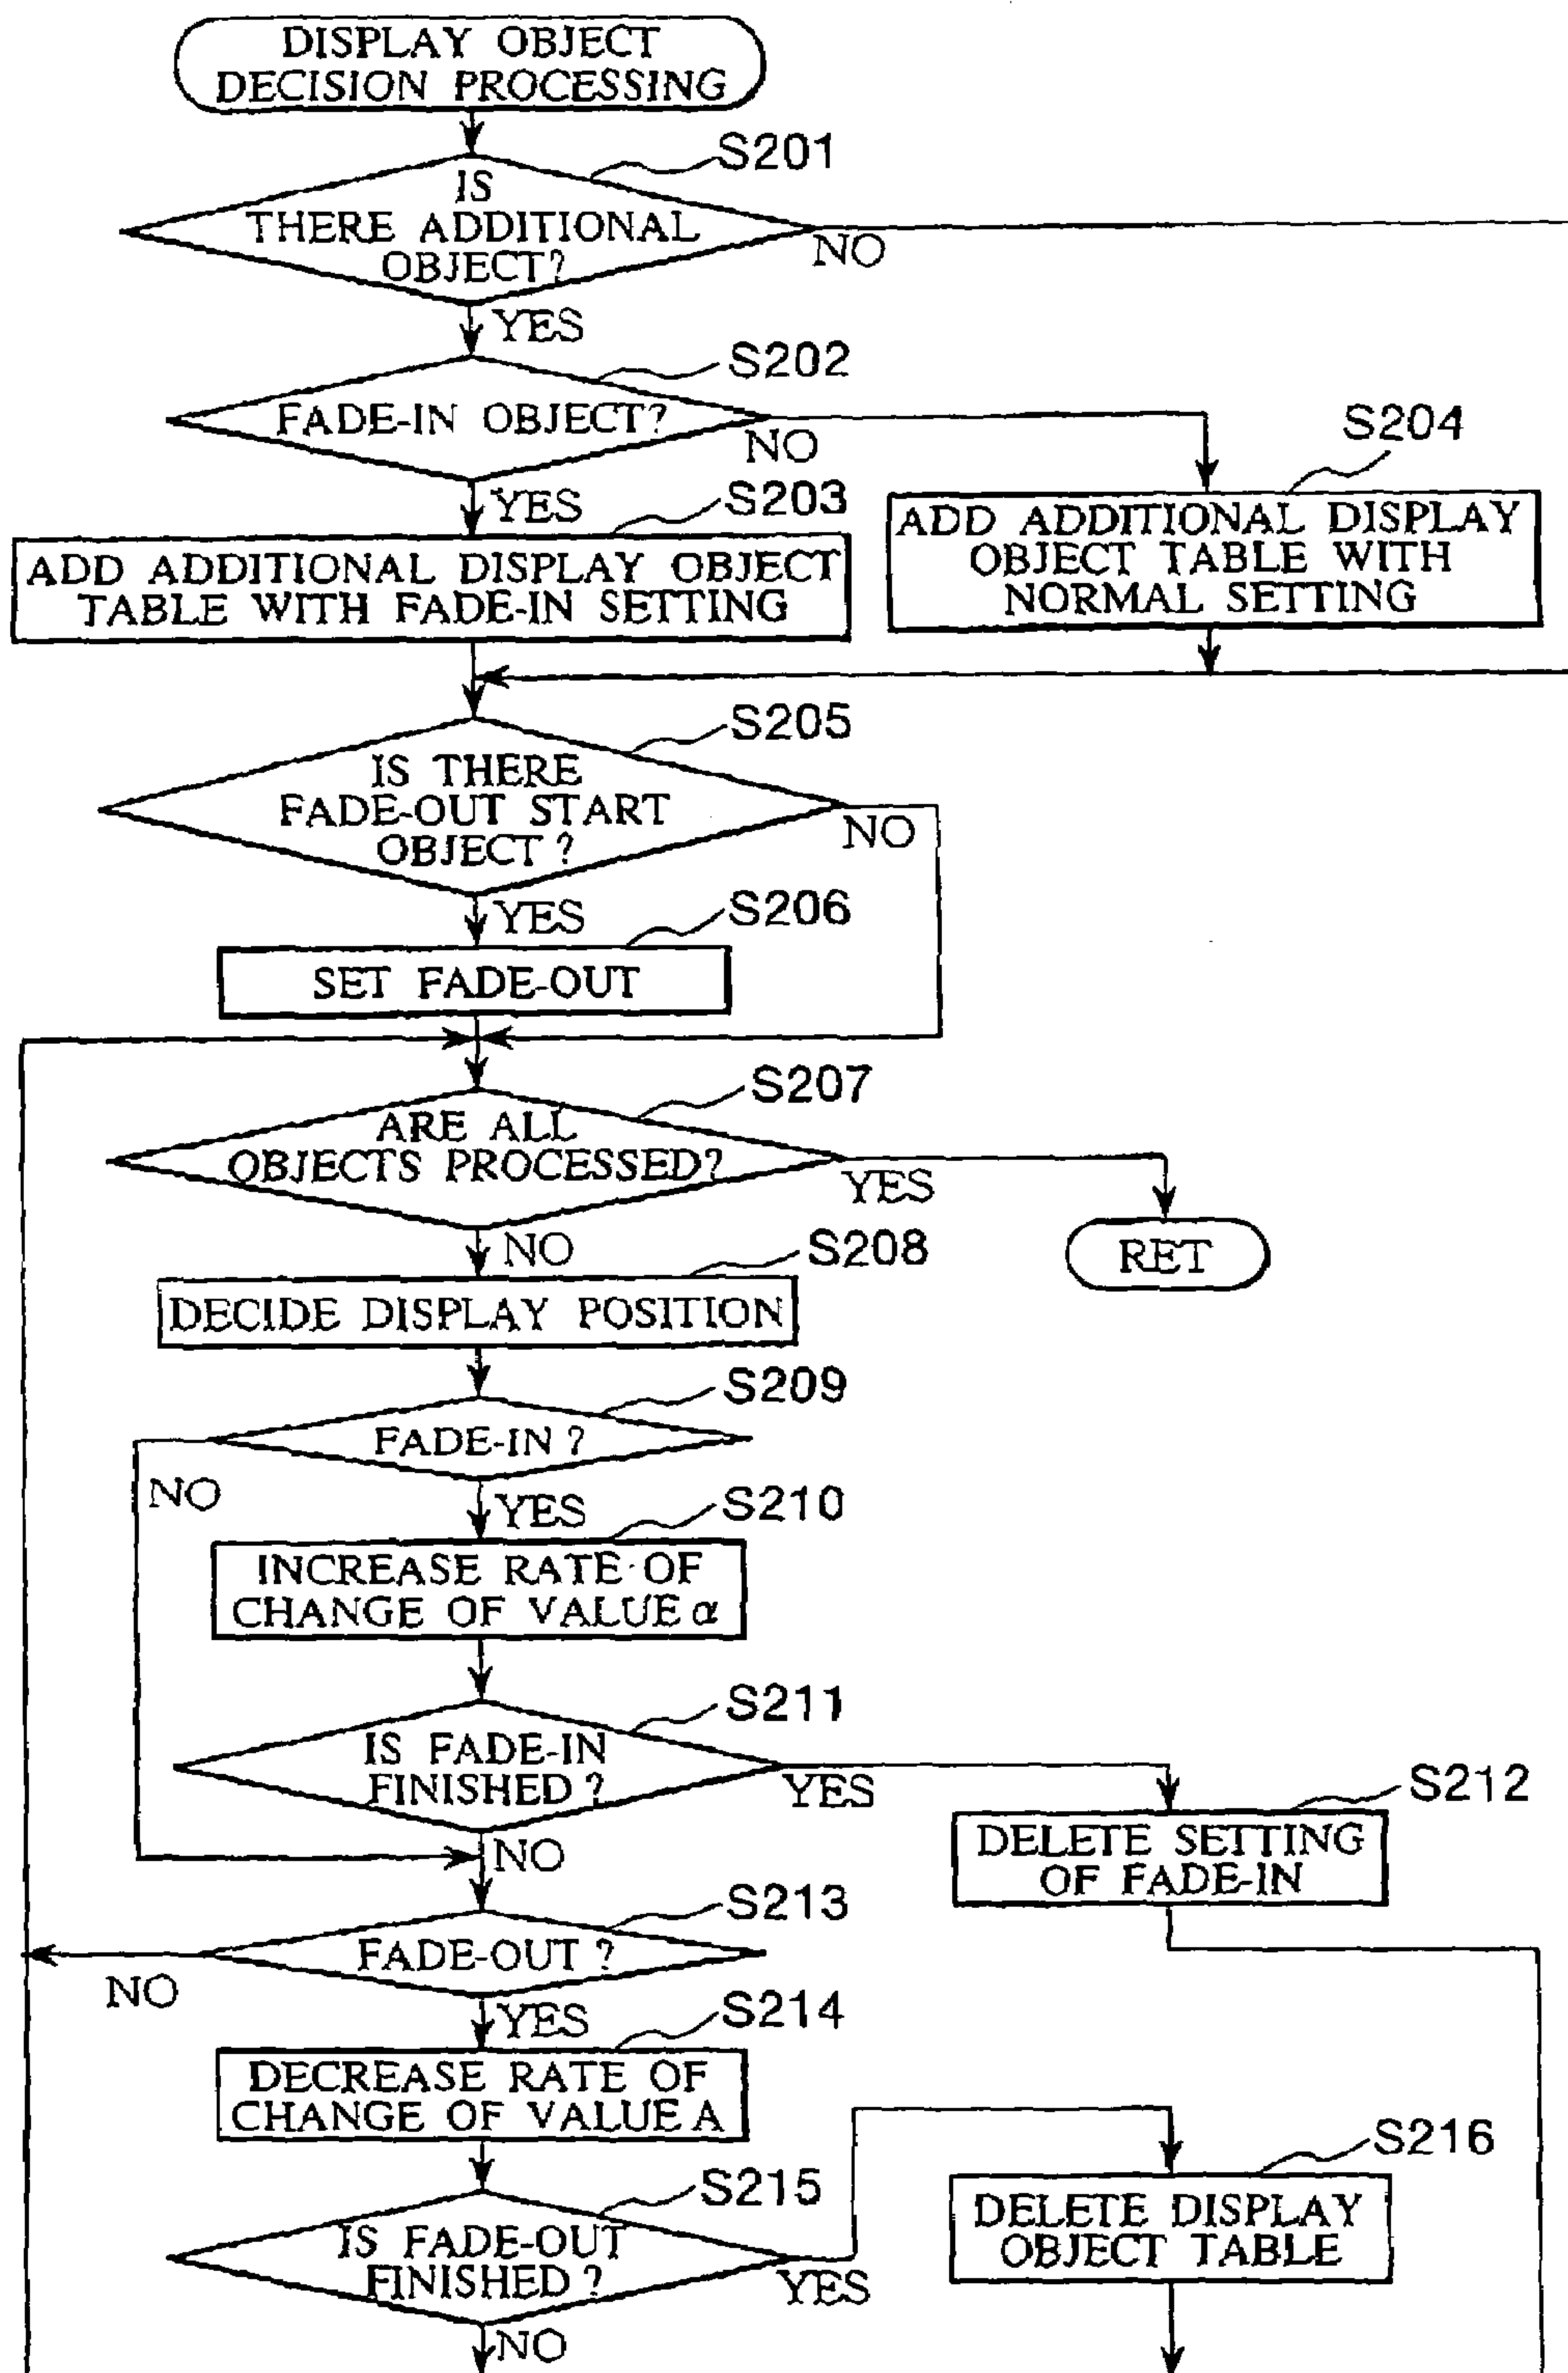 DISPLAY OBJECT
DECISION PROCESSING
S201
IS
THERE ADDITIONAL
OBJECT?
NO
YES
S202
FADE-IN OBJECT?
NO
S204
YES
S203
ADD ADDITIONAL DISPLAY OBJECT
TABLE WITH FADE-IN SETTING
ADD ADDITIONAL DISPLAY
OBJECT TABLE WITH
NORMAL SETTING
S205
IS THERE
FADE-OUT START
OBJECT?
NO
YES
S206
SET FADE-OUT
S207
ARE ALL
OBJECTS PROCESSED?
YES
RET
NO
S208
DECIDE DISPLAY POSITION
S209
FADE-IN?
NO
YES
S210
INCREASE RATE OF
CHANGE OF VALUE α
S211
IS FADE-IN
FINISHED?
YES
S212
DELETE SETTING
OF FADE-IN
NO
S213
FADE-OUT?
NO
YES
S214
DECREASE RATE OF
CHANGE OF VALUE A
S215
IS FADE-OUT
FINISHED?
YES
S216
DELETE DISPLAY
OBJECT TABLE
NO